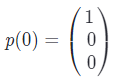 p(0) = (1
0
0)